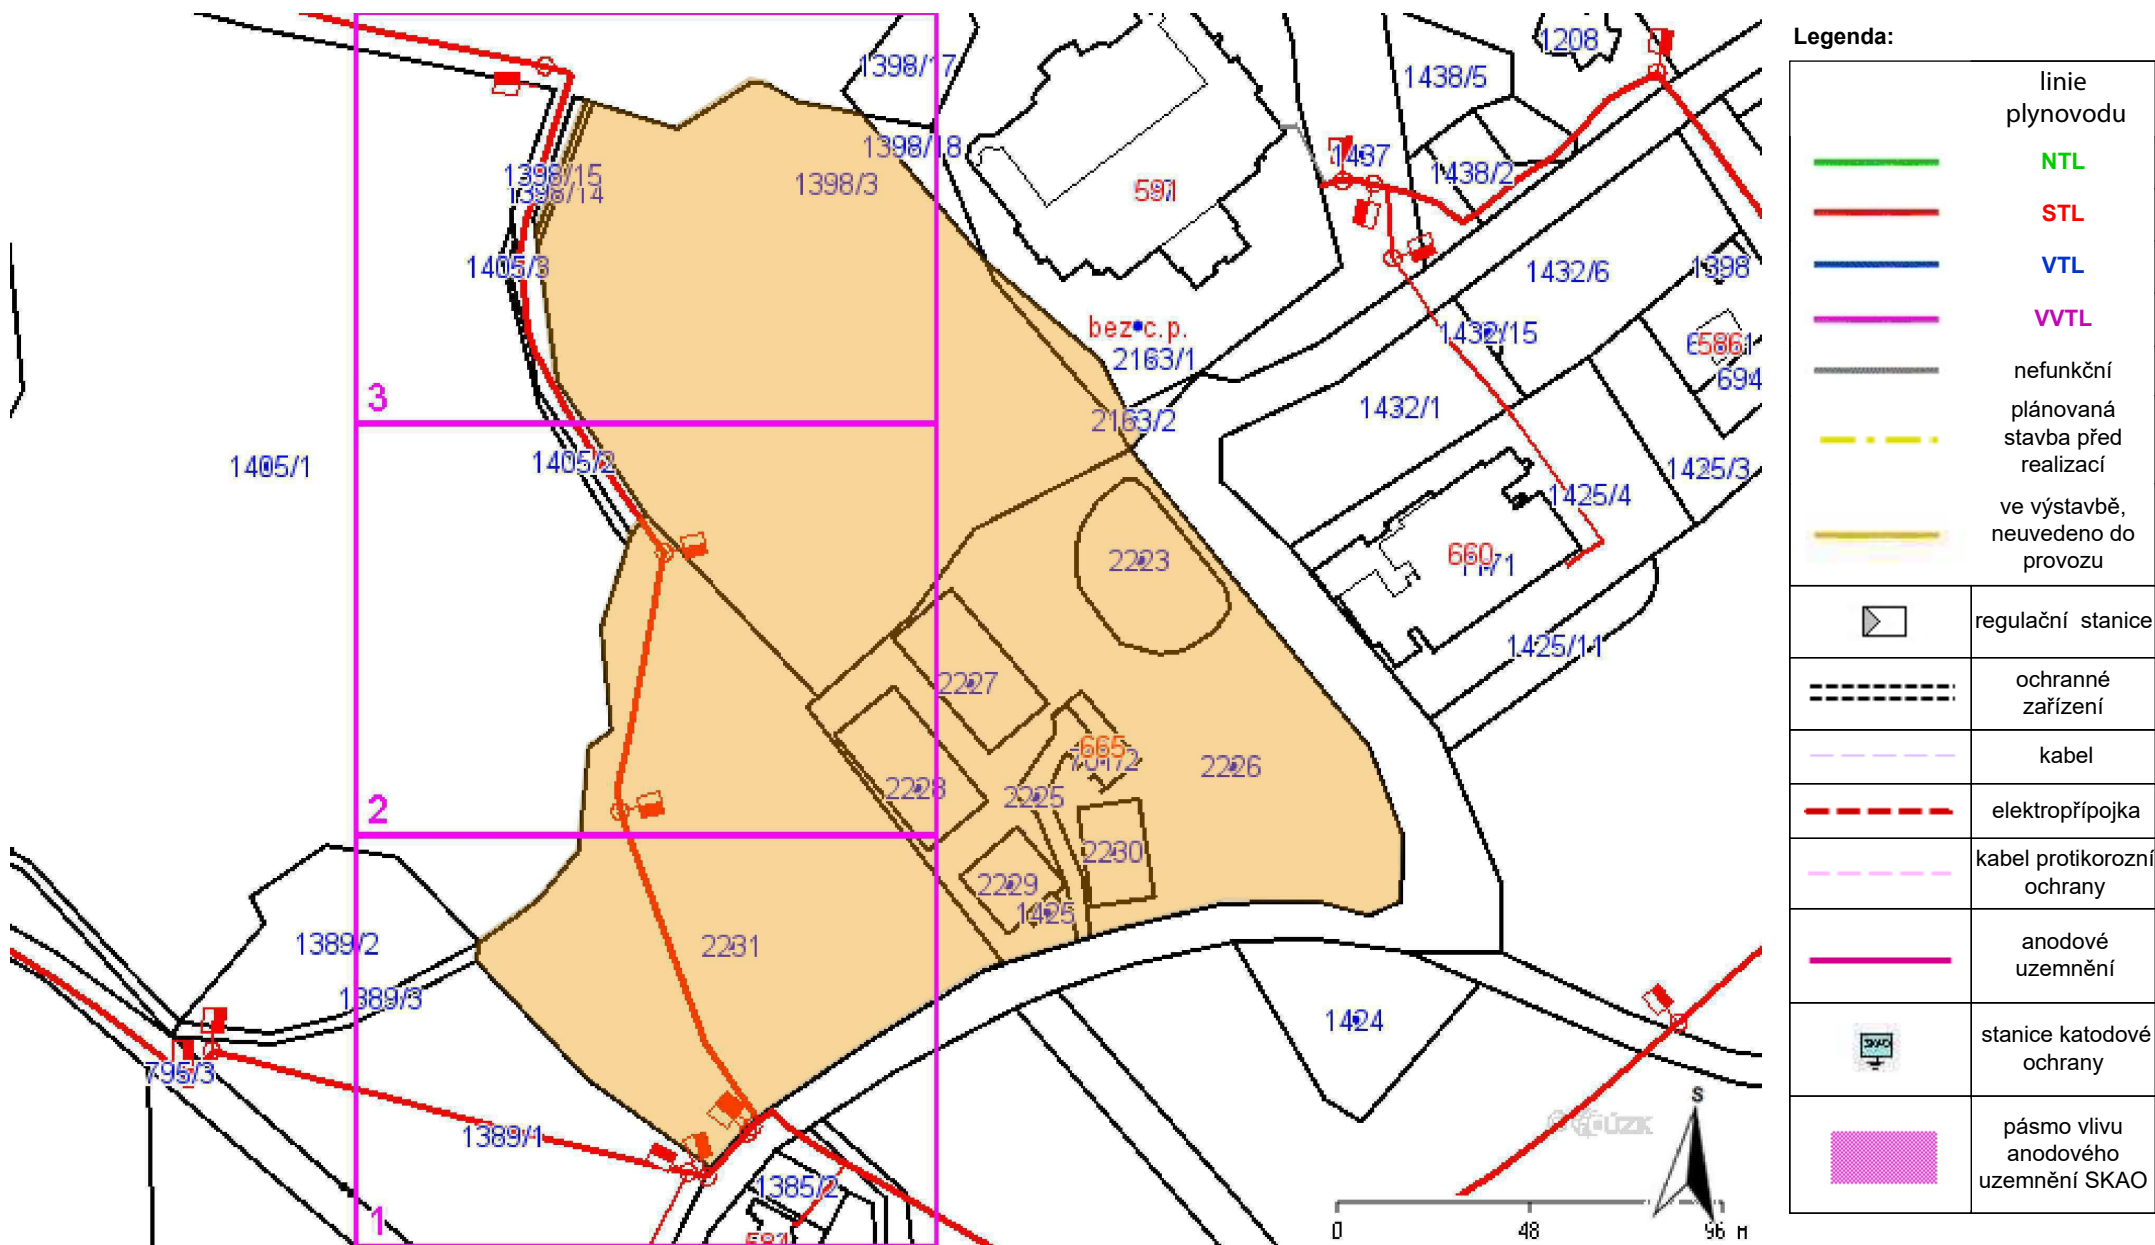 1398/17
1208
1438/5
1398/18
1437
1438/2
1398/3
1398/15
1398/14
591
1405/3
1432/6
1398
bez c.p.
1432/15
2163/1
586
694
3
1432/1
2163/2
1405/1
1405/2
1425/3
1425/4
2223
660
1425/11
2227
665
2226
2228
2225
2
2230
2229
1425
1389/2
2231
1389/3
1424
795/3
1389/1
1385/2
1
S
0 48 96 M
Legenda:
linie
plynovodu
NTL
STL
VTL
VVTL
nefunkční
plánovaná
stavba před
realizací
ve výstavbě,
neuvedeno do
provozu
regulační stanice
ochranné
zařízení
kabel
elektropřípojka
kabel protikorozní
ochrany
anodové
uzemnění
SKAO
stanice katodové
ochrany
pásmo vlivu
anodového
uzemnění SKAO